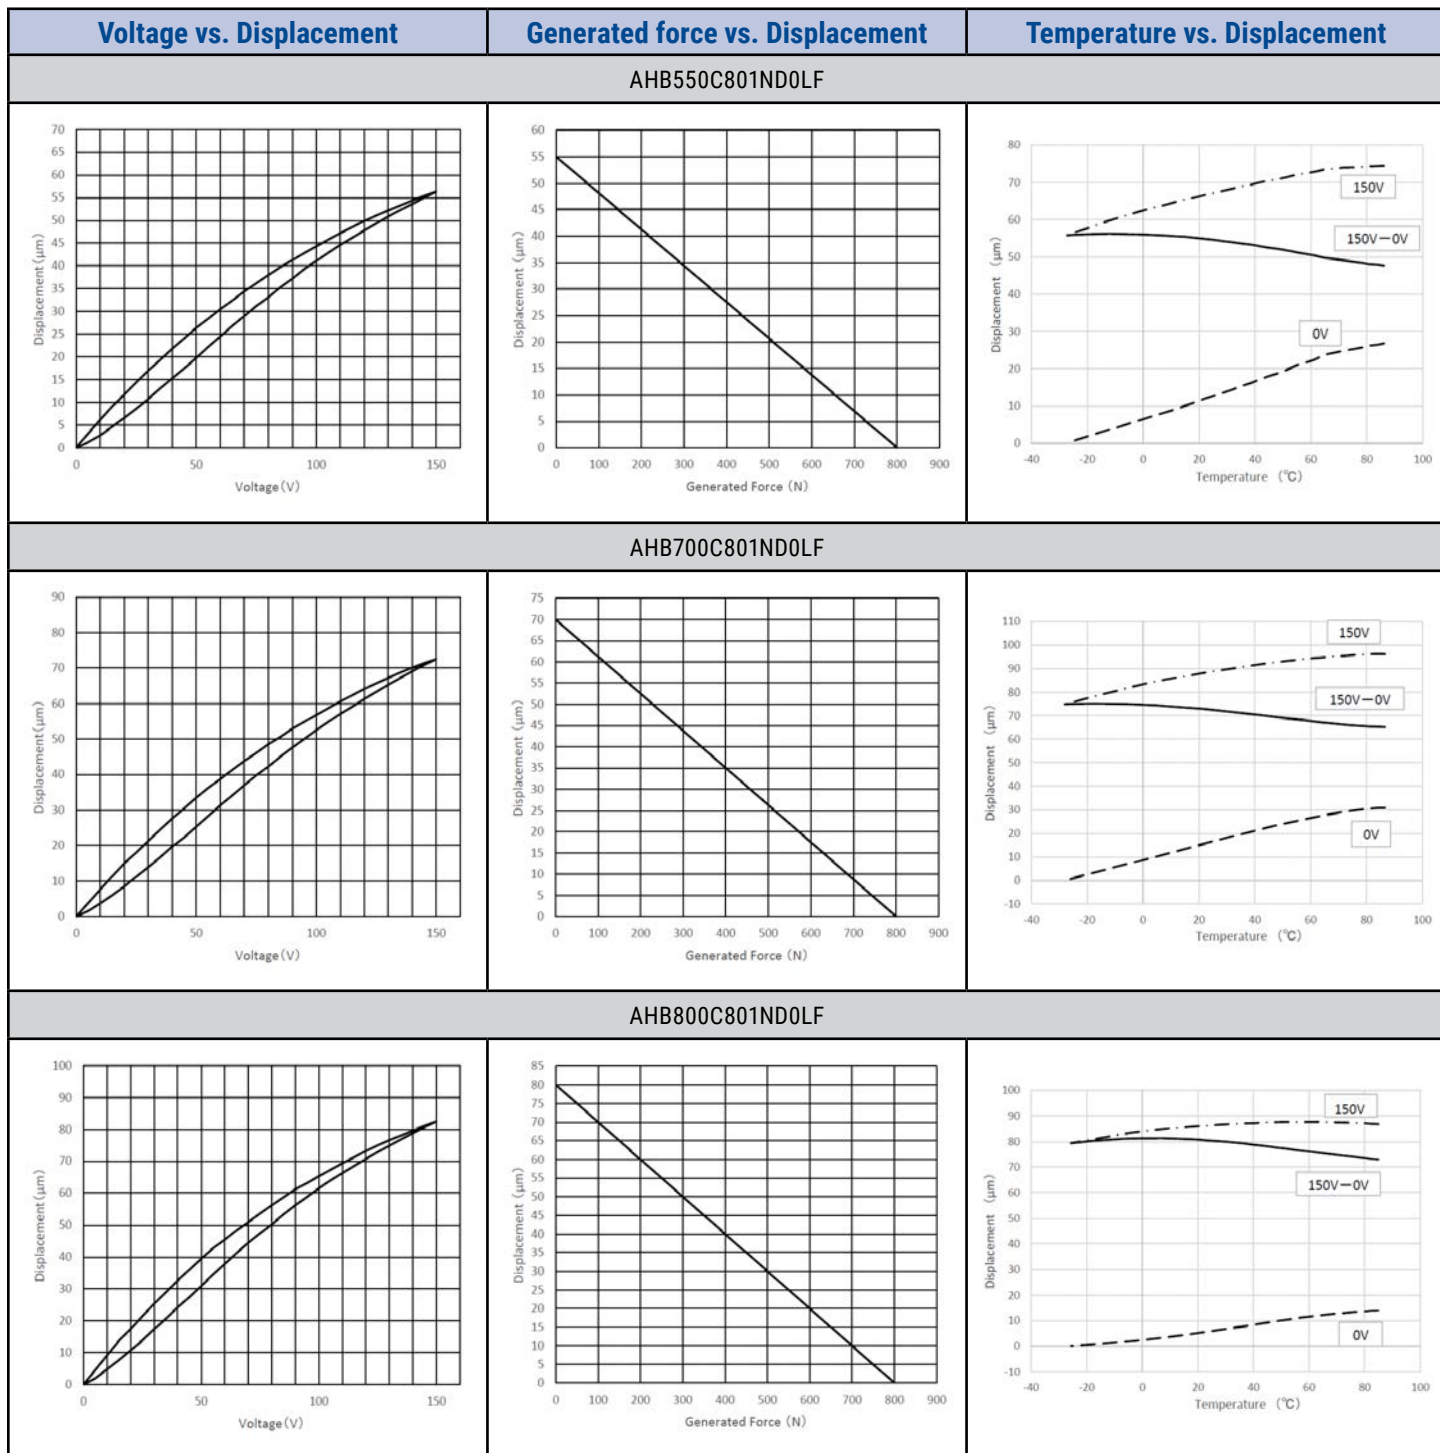 Voltage vs. Displacement
Generated force vs. Displacement
Temperature vs. Displacement
AHB550C801ND0LF
70
65
60
55
50
45
40
35
30
25
20
15
10
5
0
Displacement (μm)
0 50 100 150
Voltage(V)
60
55
50
45
40
35
30
25
20
15
10
5
0
Displacement (μm)
0 100 200 300 400 500 600 700 800 900
Generated Force (N)
80
70
60
50
40
30
20
10
0
Displacement (μm)
150V
150V－0V
0V
-40 -20 0 20 40 60 80 100
Temperature (℃)
AHB700C801ND0LF
90
80
70
60
50
40
30
20
10
0
Displacement(μm)
0 50 100 150
Voltage(V)
75
70
65
60
55
50
45
40
35
30
25
20
15
10
5
0
Displacement (μm)
0 100 200 300 400 500 600 700 800 900
Generated Force (N)
110
100
90
80
70
60
50
40
30
20
10
0
-10
Displacement (μm)
150V
150V－0V
0V
-40 -20 0 20 40 60 80 100
Temperature (℃)
AHB800C801ND0LF
100
90
80
70
60
50
40
30
20
10
0
Displacement(μm)
0 50 100 150
Voltage(V)
85
80
75
70
65
60
55
50
45
40
35
30
25
20
15
10
5
0
Displacement (μm)
0 100 200 300 400 500 600 700 800 900
Generated Force (N)
100
90
80
70
60
50
40
30
20
10
0
-10
Displacement (μm)
150V
150V－0V
0V
-40 -20 0 20 40 60 80 100
Temperature (℃)